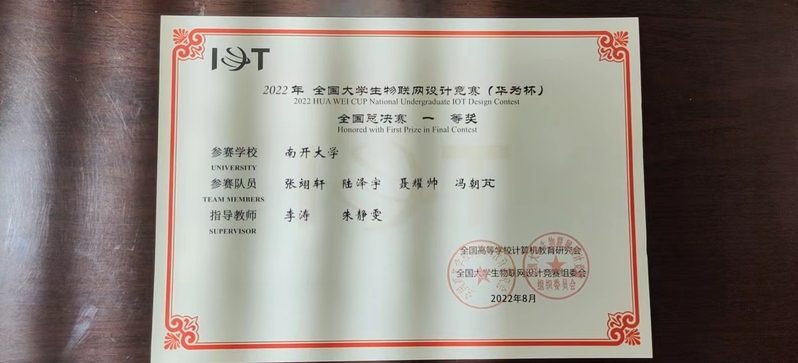 IOT
2022年 全国大学生物联网设计竞赛（华为杯）
2022 HUA WEI CUP National Undergraduate IOT Design Contest
全国总决赛 一 等奖
Honored with First Prize in Final Contest
参赛学校 南开大学
UNIVERSITY
参赛队员 张翊轩 陆泽宇 聂耀帅 冯朝芃
TEAM MEMBERS
指导教师 李涛 朱静雯
SUPERVISOR
全国高等学校计算机教育研究会
全国大学生物联网设计竞赛组委会
组织委员会
2022年8月